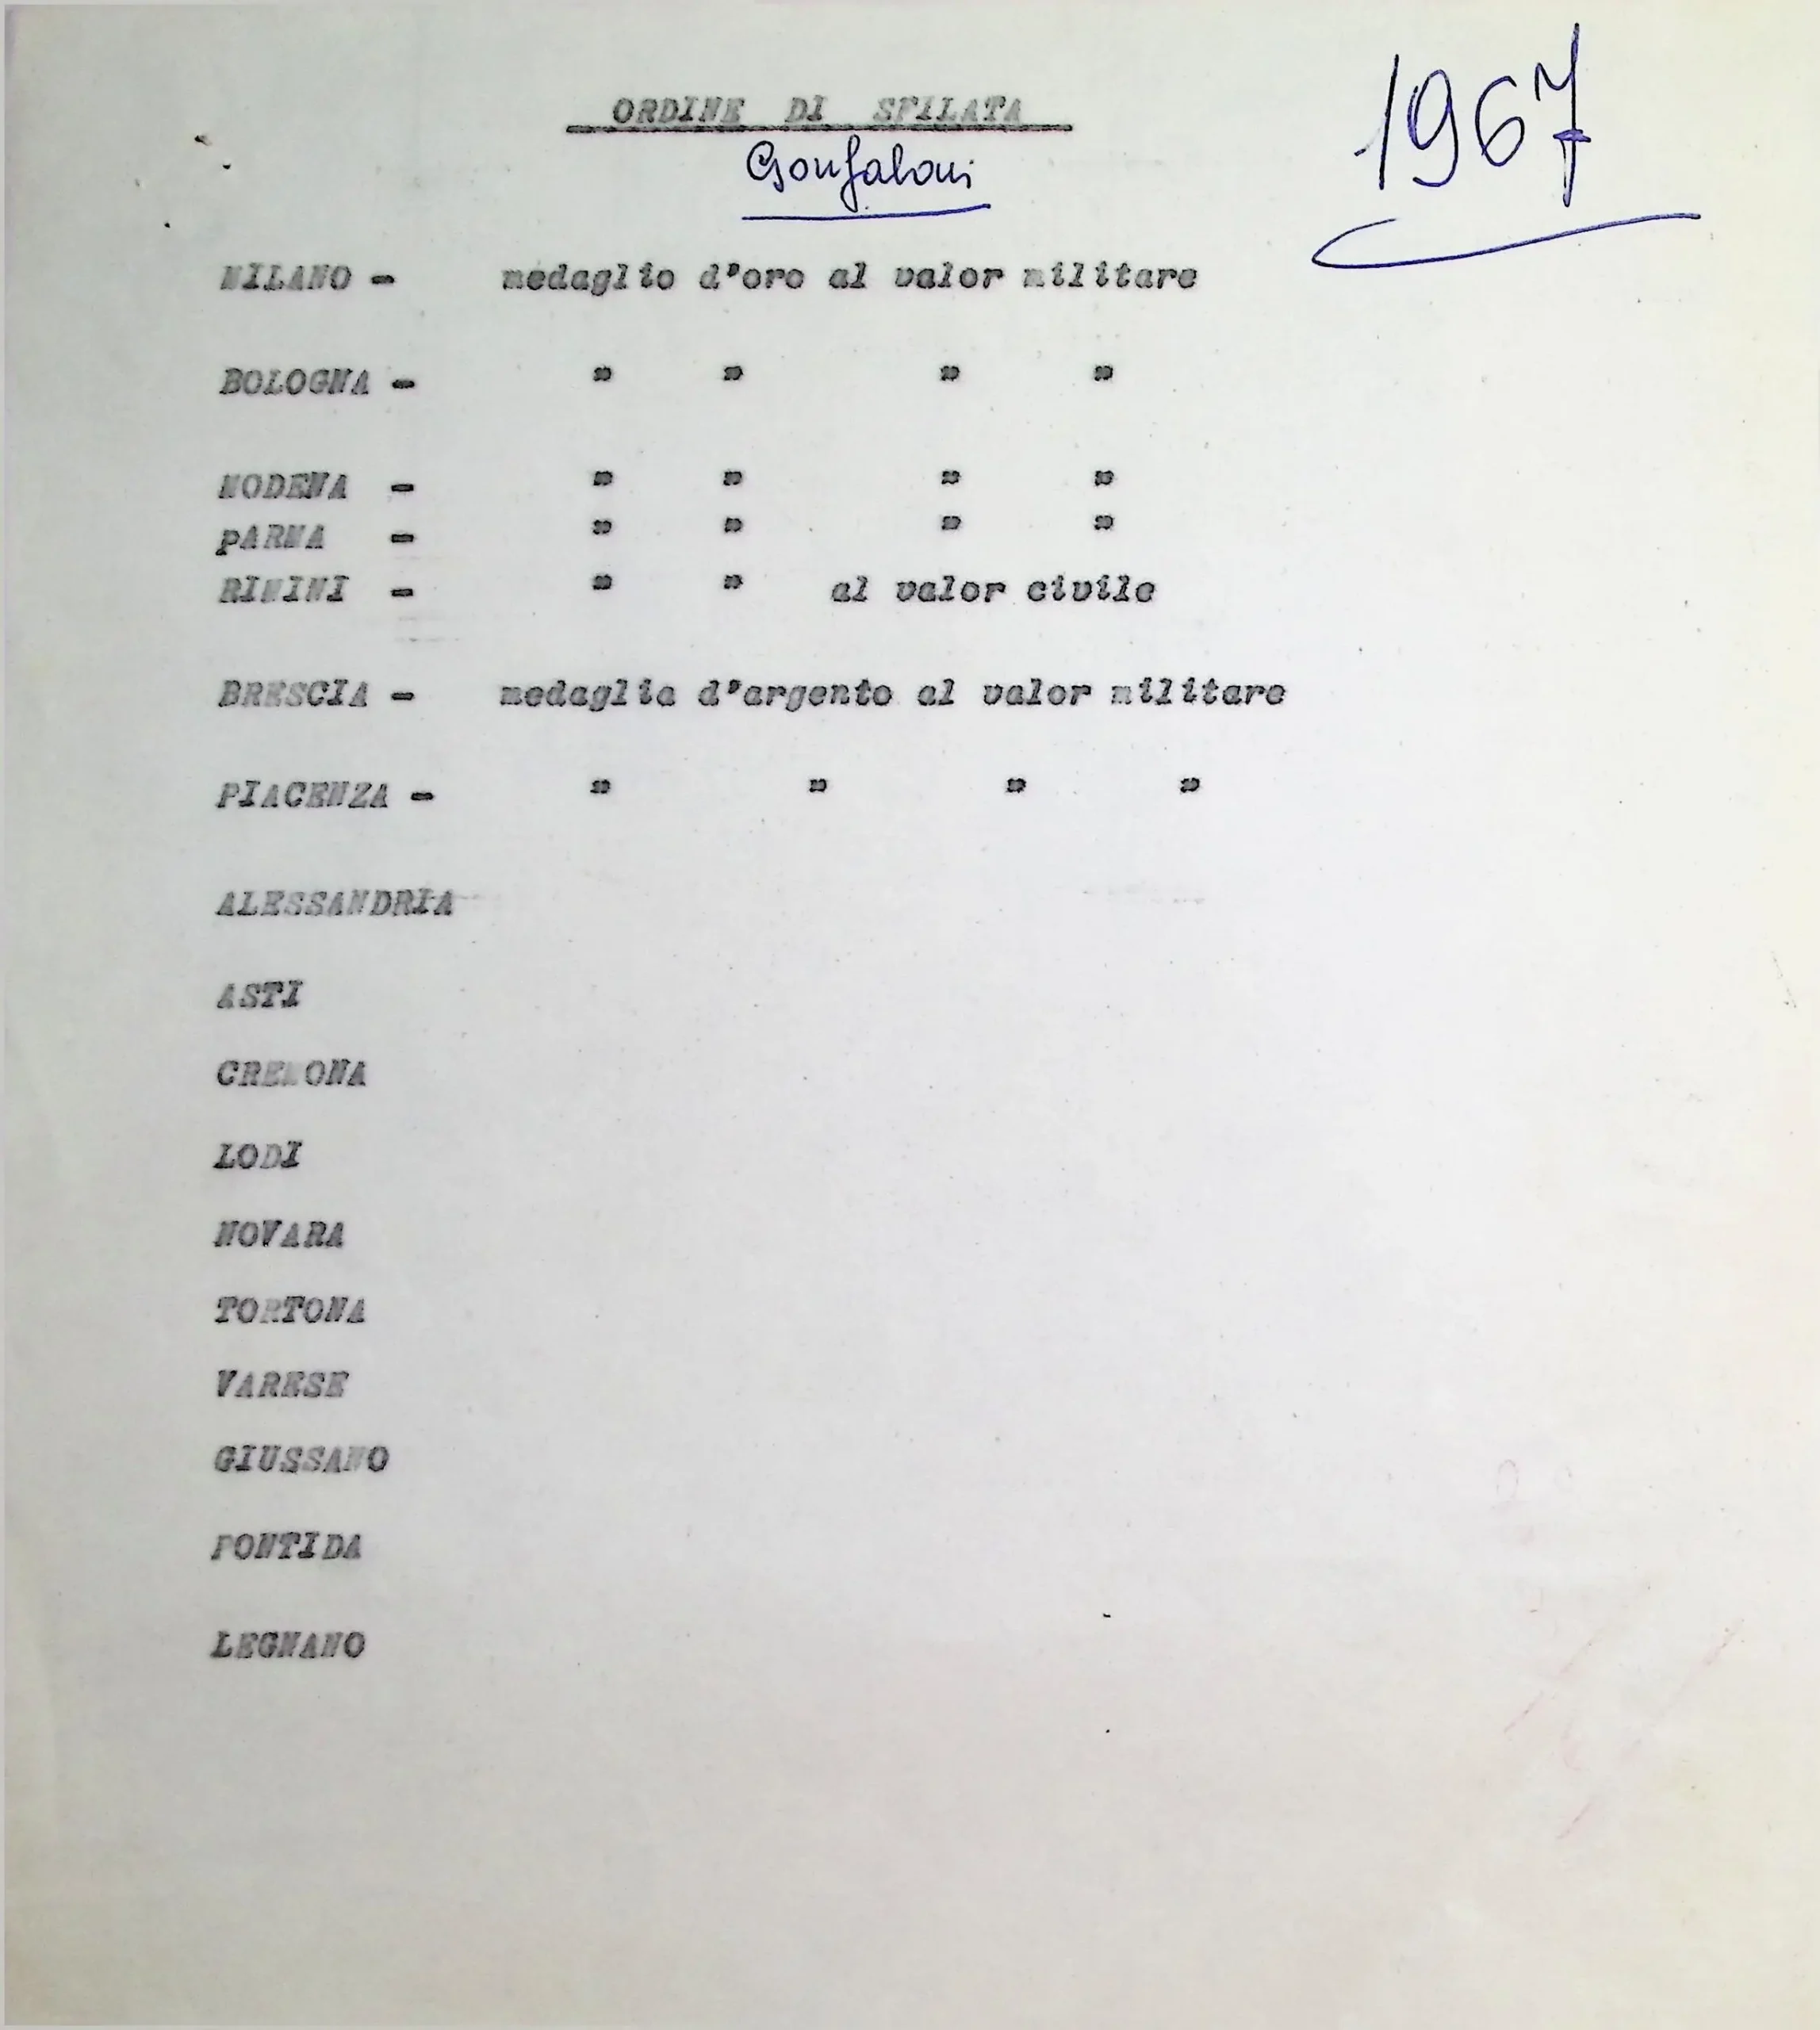 1967
ORDINE DI SFILATA
Gonfaloni
MILANO - medaglio d'oro al valor militare
BOLOGNA - " " " "
MODENA - " " " "
pARMA - " " " "
RIMINI - " " al valor civile
BRESCIA - medaglia d'argento al valor militare
PIACENZA - " " " "
ALESSANDRIA
ASTI
CREMONA
LODI
NOVARA
TORTONA
VARESE
GIUSSANO
PONTIDA
LEGNANO